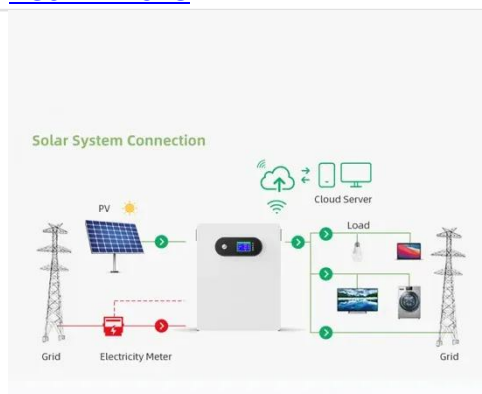 Solar System Connection
Cloud Server
PV
Load
Grid
Electricity Meter
Grid